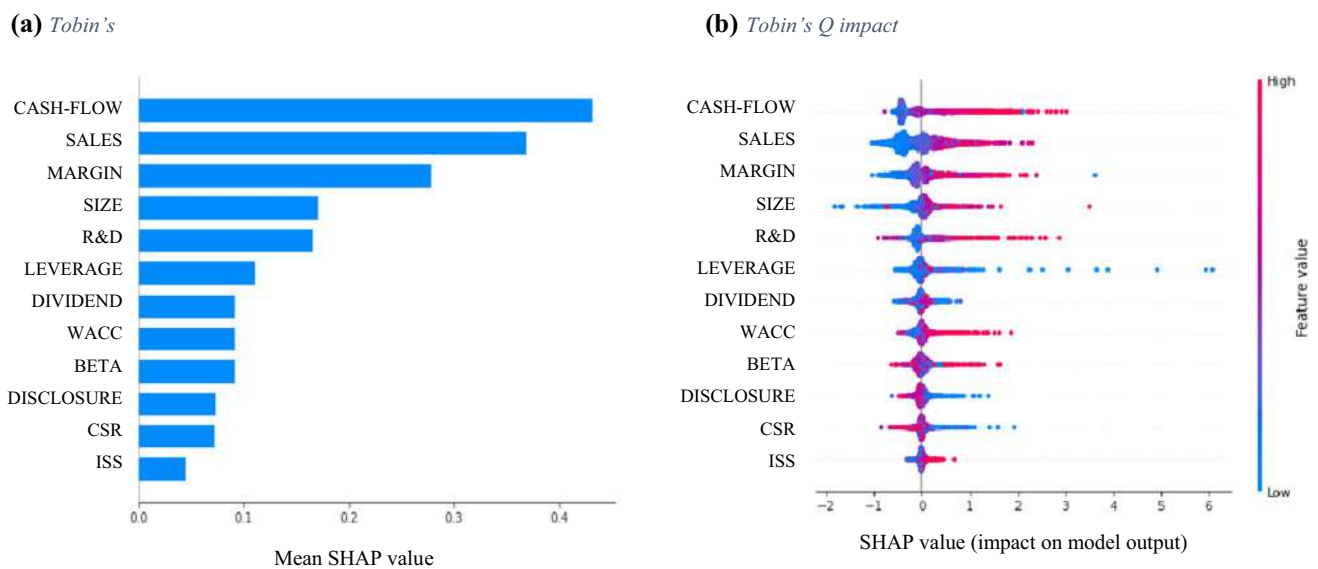 (a) Tobin's
CASH-FLOW
SALES
MARGIN
SIZE
R&D
LEVERAGE
DIVIDEND
WACC
BETA
DISCLOSURE
CSR
ISS
0.0 0.1 0.2 0.3 0.4
Mean SHAP value
(b) Tobin's Q impact
CASH-FLOW
SALES
MARGIN
SIZE
R&D
LEVERAGE
DIVIDEND
WACC
BETA
DISCLOSURE
CSR
ISS
−2 −1 0 1 2 3 4 5 6
SHAP value (impact on model output)
High
Feature value
Low